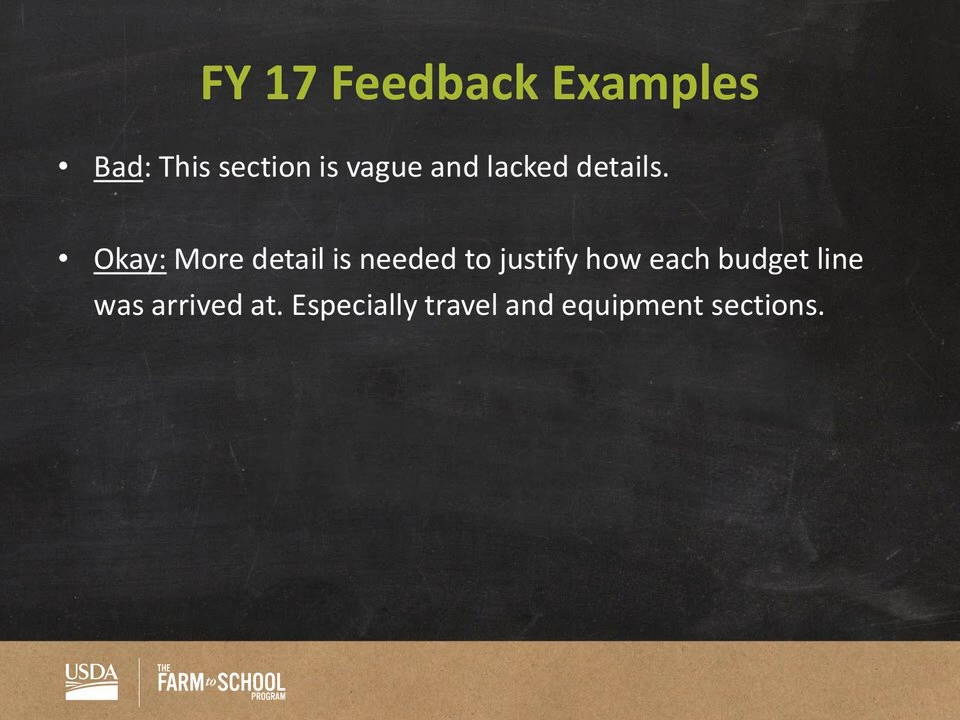 FY 17 Feedback Examples
• Bad: This section is vague and lacked details.
• Okay: More detail is needed to justify how each budget line
was arrived at. Especially travel and equipment sections.
USDA
THE
FARM to SCHOOL
PROGRAM